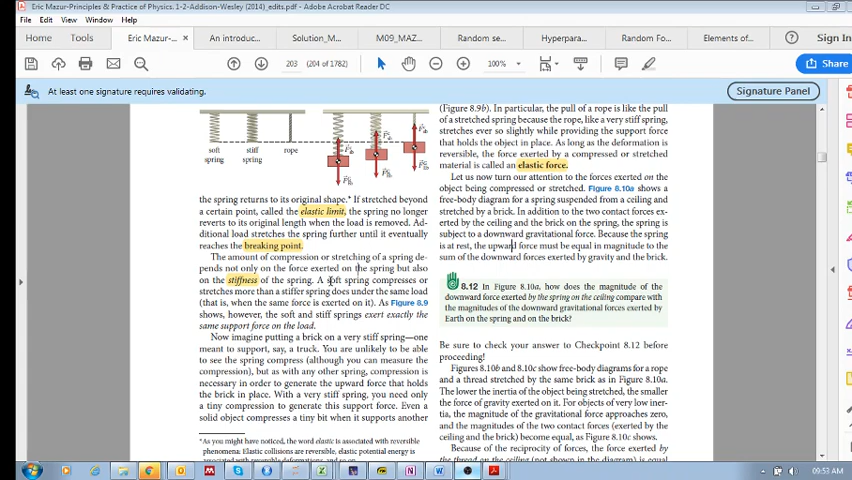 Eric Mazur-Principles & Practice of Physics. 1-2-Addison-Wesley (2014)_edits.pdf - Adobe Acrobat Reader DC
File Edit View Window Help
Home Tools Eric Mazur-Princi... An introduc... Solution_M... M09_MAZ... Random se... Hyperpara... Random Fo... Elements of... Sign In
203 (204 of 1782) 100% Share
At least one signature requires validating. Signature Panel
soft spring
stiff spring
rope
the spring returns to its original shape.* If stretched beyond
a certain point, called the elastic limit, the spring no longer
reverts to its original length when the load is removed. Ad-
ditional load stretches the spring further until it eventually
reaches the breaking point.
The amount of compression or stretching of a spring de-
pends not only on the force exerted on the spring but also
on the stiffness of the spring. A soft spring compresses or
stretches more than a stiffer spring does under the same load
(that is, when the same force is exerted on it). As Figure 8.9
shows, however, the soft and stiff springs exert exactly the
same support force on the load.
Now imagine putting a brick on a very stiff spring—one
meant to support, say, a truck. You are unlikely to be able
to see the spring compress (although you can measure the
compression), but as with any other spring, compression is
necessary in order to generate the upward force that holds
the brick in place. With a very stiff spring, you need only
a tiny compression to generate this support force. Even a
solid object compresses a tiny bit when it supports another
*As you might have noticed, the word elastic is associated with reversible
phenomena: Elastic collisions are reversible, elastic potential energy is
(Figure 8.9b). In particular, the pull of a rope is like the pull
of a stretched spring because the rope, like a very stiff spring,
stretches ever so slightly while providing the support force
that holds the object in place. As long as the deformation is
reversible, the force exerted by a compressed or stretched
material is called an elastic force.
Let us now turn our attention to the forces exerted on the
object being compressed or stretched. Figure 8.10a shows a
free-body diagram for a spring suspended from a ceiling and
stretched by a brick. In addition to the two contact forces ex-
erted by the ceiling and the brick on the spring, the spring is
subject to a downward gravitational force. Because the spring
is at rest, the upward force must be equal in magnitude to the
sum of the downward forces exerted by gravity and the brick.
8.12 In Figure 8.10a, how does the magnitude of the
downward force exerted by the spring on the ceiling compare with
the magnitudes of the downward gravitational forces exerted by
Earth on the spring and on the brick?
Be sure to check your answer to Checkpoint 8.12 before
proceeding!
Figures 8.10b and 8.10c show free-body diagrams for a rope
and a thread stretched by the same brick as in Figure 8.10a.
The lower the inertia of the object being stretched, the smaller
the force of gravity exerted on it. For objects of very low iner-
tia, the magnitude of the gravitational force approaches zero,
and the magnitudes of the two contact forces (exerted by the
ceiling and the brick) become equal, as Figure 8.10c shows.
Because of the reciprocity of forces, the force exerted by
the thread on the ceiling (not shown in the diagram) is equal
09:53 AM